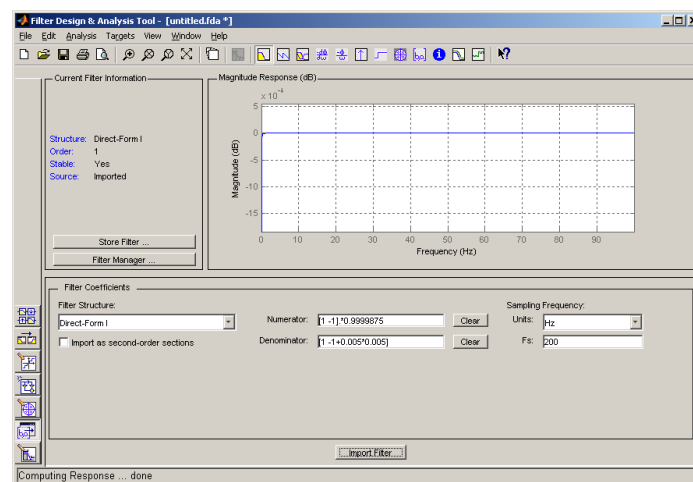 Filter Design & Analysis Tool - [untitled.fda *]
File Edit Analysis Targets View Window Help
Current Filter Information
Structure: Direct-Form I
Order: 1
Stable: Yes
Source: Imported
Store Filter ...
Filter Manager ...
Magnitude Response (dB)
x 10^-4
5
0
-5
-10
-15
Magnitude (dB)
0 10 20 30 40 50 60 70 80 90
Frequency (Hz)
Filter Coefficients
Filter Structure:
Direct-Form I
Import as second-order sections
Numerator: [1 -1].*0.9999875 Clear
Denominator: [1 -1+0.005*0.005] Clear
Sampling Frequency:
Units: Hz
Fs: 200
Import Filter
Computing Response ... done